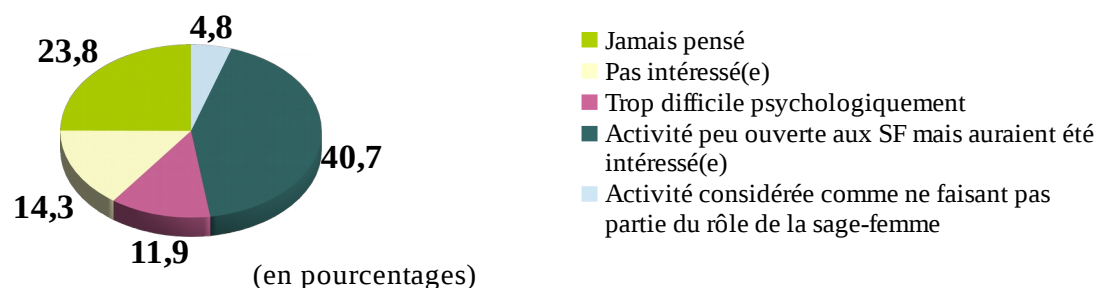 4,8
23,8
40,7
14,3
11,9
(en pourcentages)
Jamais pensé
Pas intéressé(e)
Trop difficile psychologiquement
Activité peu ouverte aux SF mais auraient été
intéressé(e)
Activité considérée comme ne faisant pas
partie du rôle de la sage-femme